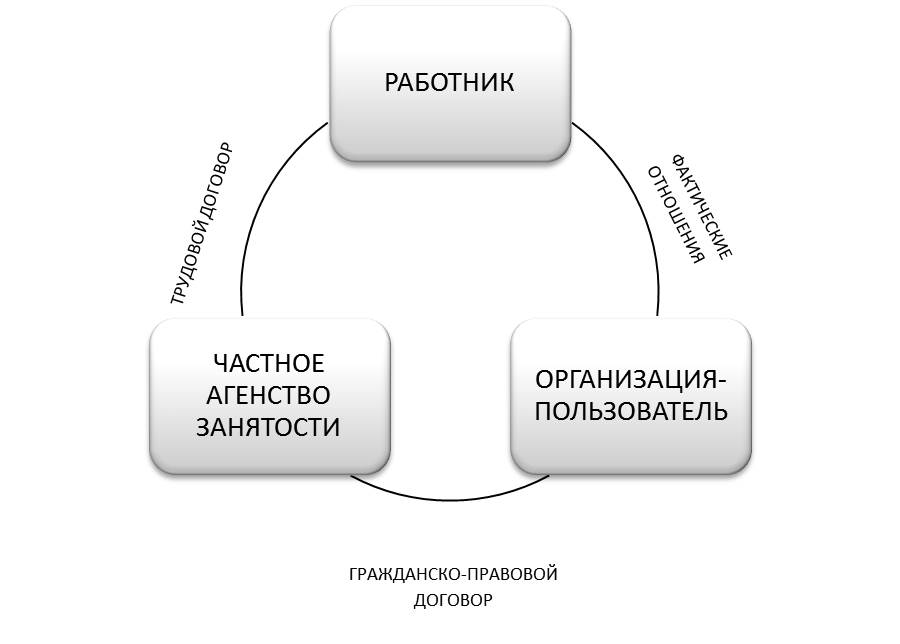 РАБОТНИК
ТРУДОВОЙ ДОГОВОР
ФАКТИЧЕСКИЕ
ОТНОШЕНИЯ
ЧАСТНОЕ
АГЕНСТВО
ЗАНЯТОСТИ
ОРГАНИЗАЦИЯ-
ПОЛЬЗОВАТЕЛЬ
ГРАЖДАНСКО-ПРАВОВОЙ
ДОГОВОР